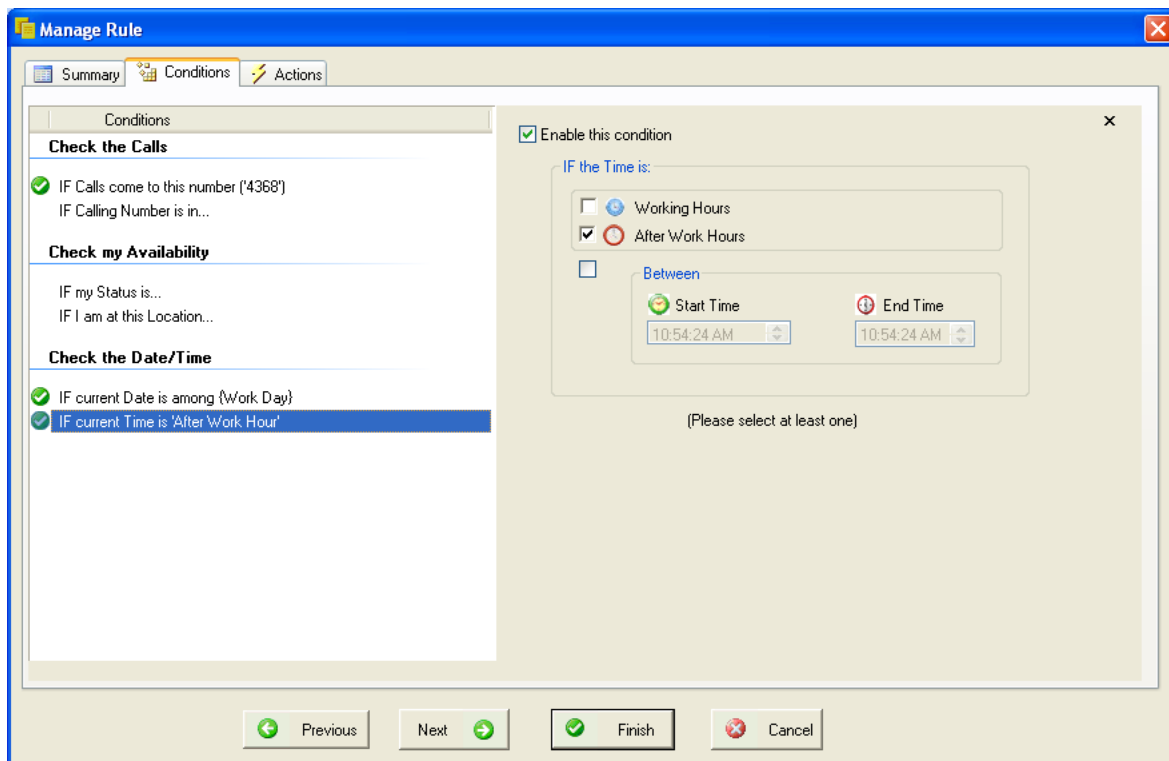 Manage Rule
Summary
Conditions
Actions
Conditions
Check the Calls
IF Calls come to this number ('4368')
IF Calling Number is in...
Check my Availability
IF my Status is...
IF I am at this Location...
Check the Date/Time
IF current Date is among {Work Day}
IF current Time is 'After Work Hour'
Enable this condition
IF the Time is:
Working Hours
After Work Hours
Between
Start Time
End Time
10:54:24 AM
10:54:24 AM
(Please select at least one)
Previous
Next
Finish
Cancel